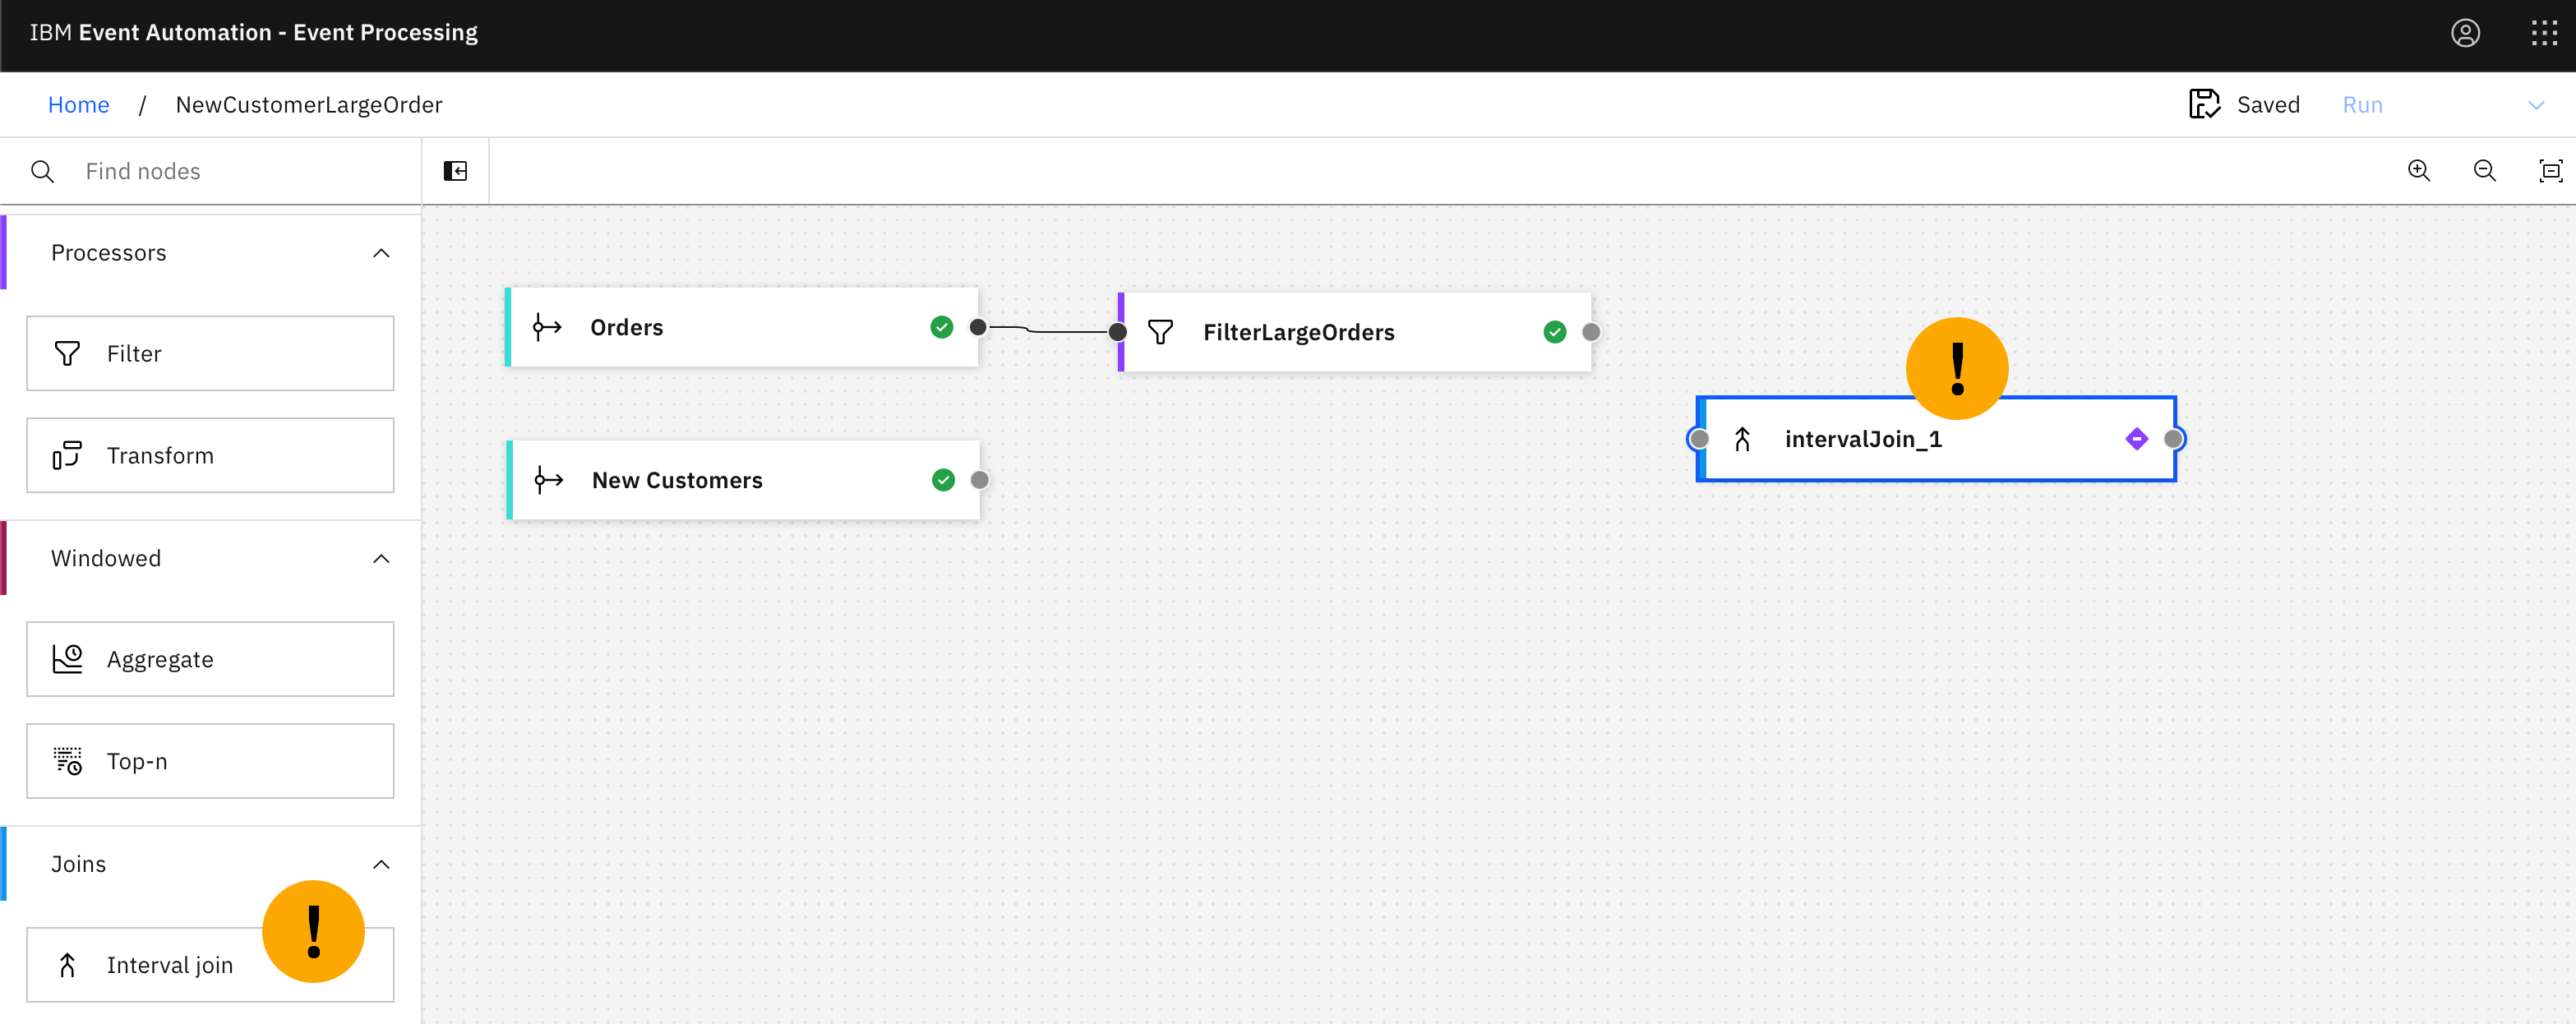 IBM Event Automation - Event Processing
Home / NewCustomerLargeOrder
Saved
Run
Find nodes
Processors
Filter
Transform
Windowed
Aggregate
Top-n
Joins
!
Interval join
Orders
FilterLargeOrders
New Customers
!
intervalJoin_1